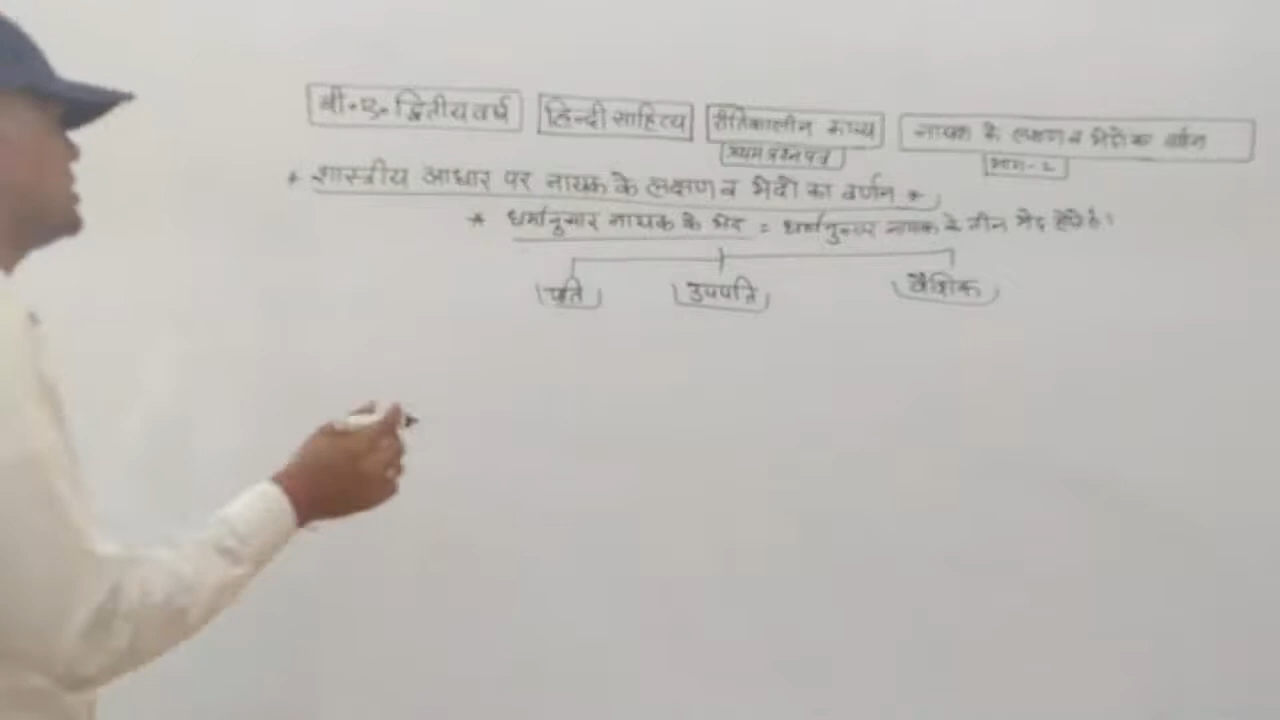 बी.ए. द्वितीय वर्ष हिन्दी साहित्य रीतिकालीन काव्य नायक के लक्षण व भेदों का वर्णन
प्रथम प्रश्न पत्र भाग-2
* शास्त्रीय आधार पर नायक के लक्षण व भेदों का वर्णन *
* धर्मानुसार नायक के भेद = धर्मानुसार नायक के तीन भेद होते है।
पति उपपति वैशिक